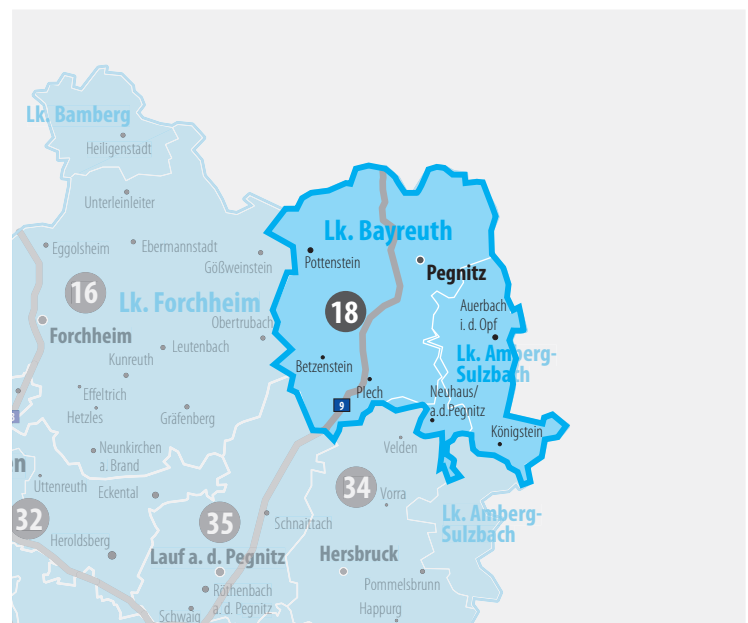 Lk. Bamberg
Heiligenstadt
Unterleinleiter
Lk. Bayreuth
Eggolsheim
Ebermannstadt
Gößweinstein
Pottenstein
Pegnitz
16
Lk. Forchheim
18
Auerbach
i. d. Opf
Obertrubach
Forchheim
Leutenbach
Kunreuth
Betzenstein
Lk. Amberg-
Sulzbach
Effeltrich
Plech
Neuhaus/
a.d.Pegnitz
9
Hetzles
Gräfenberg
Königstein
Neunkirchen
a. Brand
Velden
Uttenreuth
Eckental
34
Vorra
32
35
Schnaittach
Lk. Amberg-
Sulzbach
Heroldsberg
Lauf a. d. Pegnitz
Hersbruck
Röthenbach
a. d. Pegnitz
Pommelsbrunn
Schwaig
Happurg